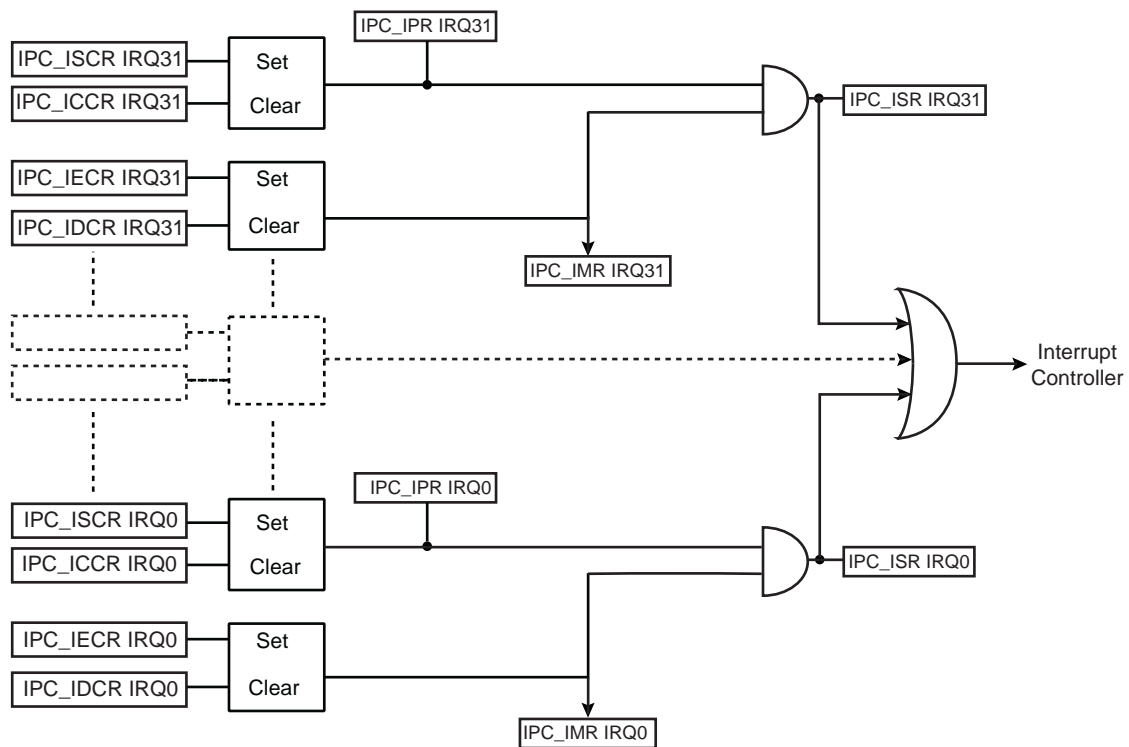 IPC_IPR IRQ31
IPC_ISCR IRQ31
Set
IPC_ICCR IRQ31
Clear
IPC_ISR IRQ31
IPC_IECR IRQ31
Set
IPC_IDCR IRQ31
Clear
IPC_IMR IRQ31
Interrupt
Controller
IPC_IPR IRQ0
IPC_ISCR IRQ0
Set
IPC_ICCR IRQ0
Clear
IPC_ISR IRQ0
IPC_IECR IRQ0
Set
IPC_IDCR IRQ0
Clear
IPC_IMR IRQ0